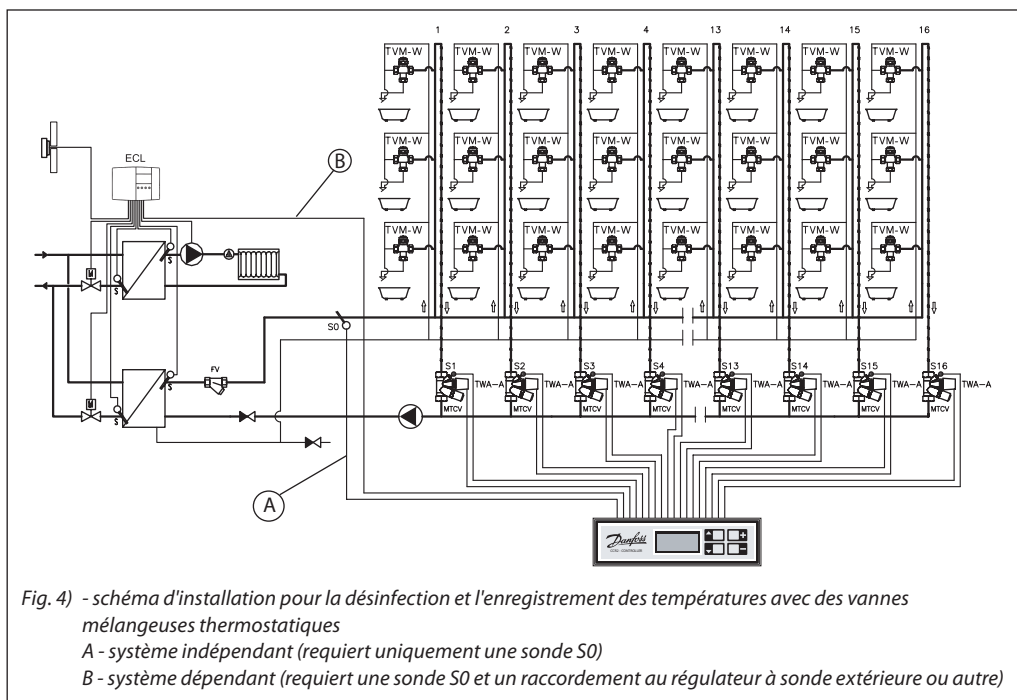 1 2 3 4 13 14 15 16
TVM-W TVM-W TVM-W TVM-W TVM-W TVM-W TVM-W TVM-W
TVM-W TVM-W TVM-W TVM-W TVM-W TVM-W TVM-W TVM-W
TVM-W TVM-W TVM-W TVM-W TVM-W TVM-W TVM-W TVM-W
ECL
B
M S
S
S0
FV
M S
S
S1 S2 S3 S4 S13 S14 S15 S16
TWA-A TWA-A TWA-A TWA-A TWA-A TWA-A TWA-A TWA-A
MTCV MTCV MTCV MTCV MTCV MTCV MTCV MTCV
A
Danfoss
Fig. 4) - schéma d'installation pour la désinfection et l'enregistrement des températures avec des vannes
mélangeuses thermostatiques
A - système indépendant (requiert uniquement une sonde S0)
B - système dépendant (requiert une sonde S0 et un raccordement au régulateur à sonde extérieure ou autre)